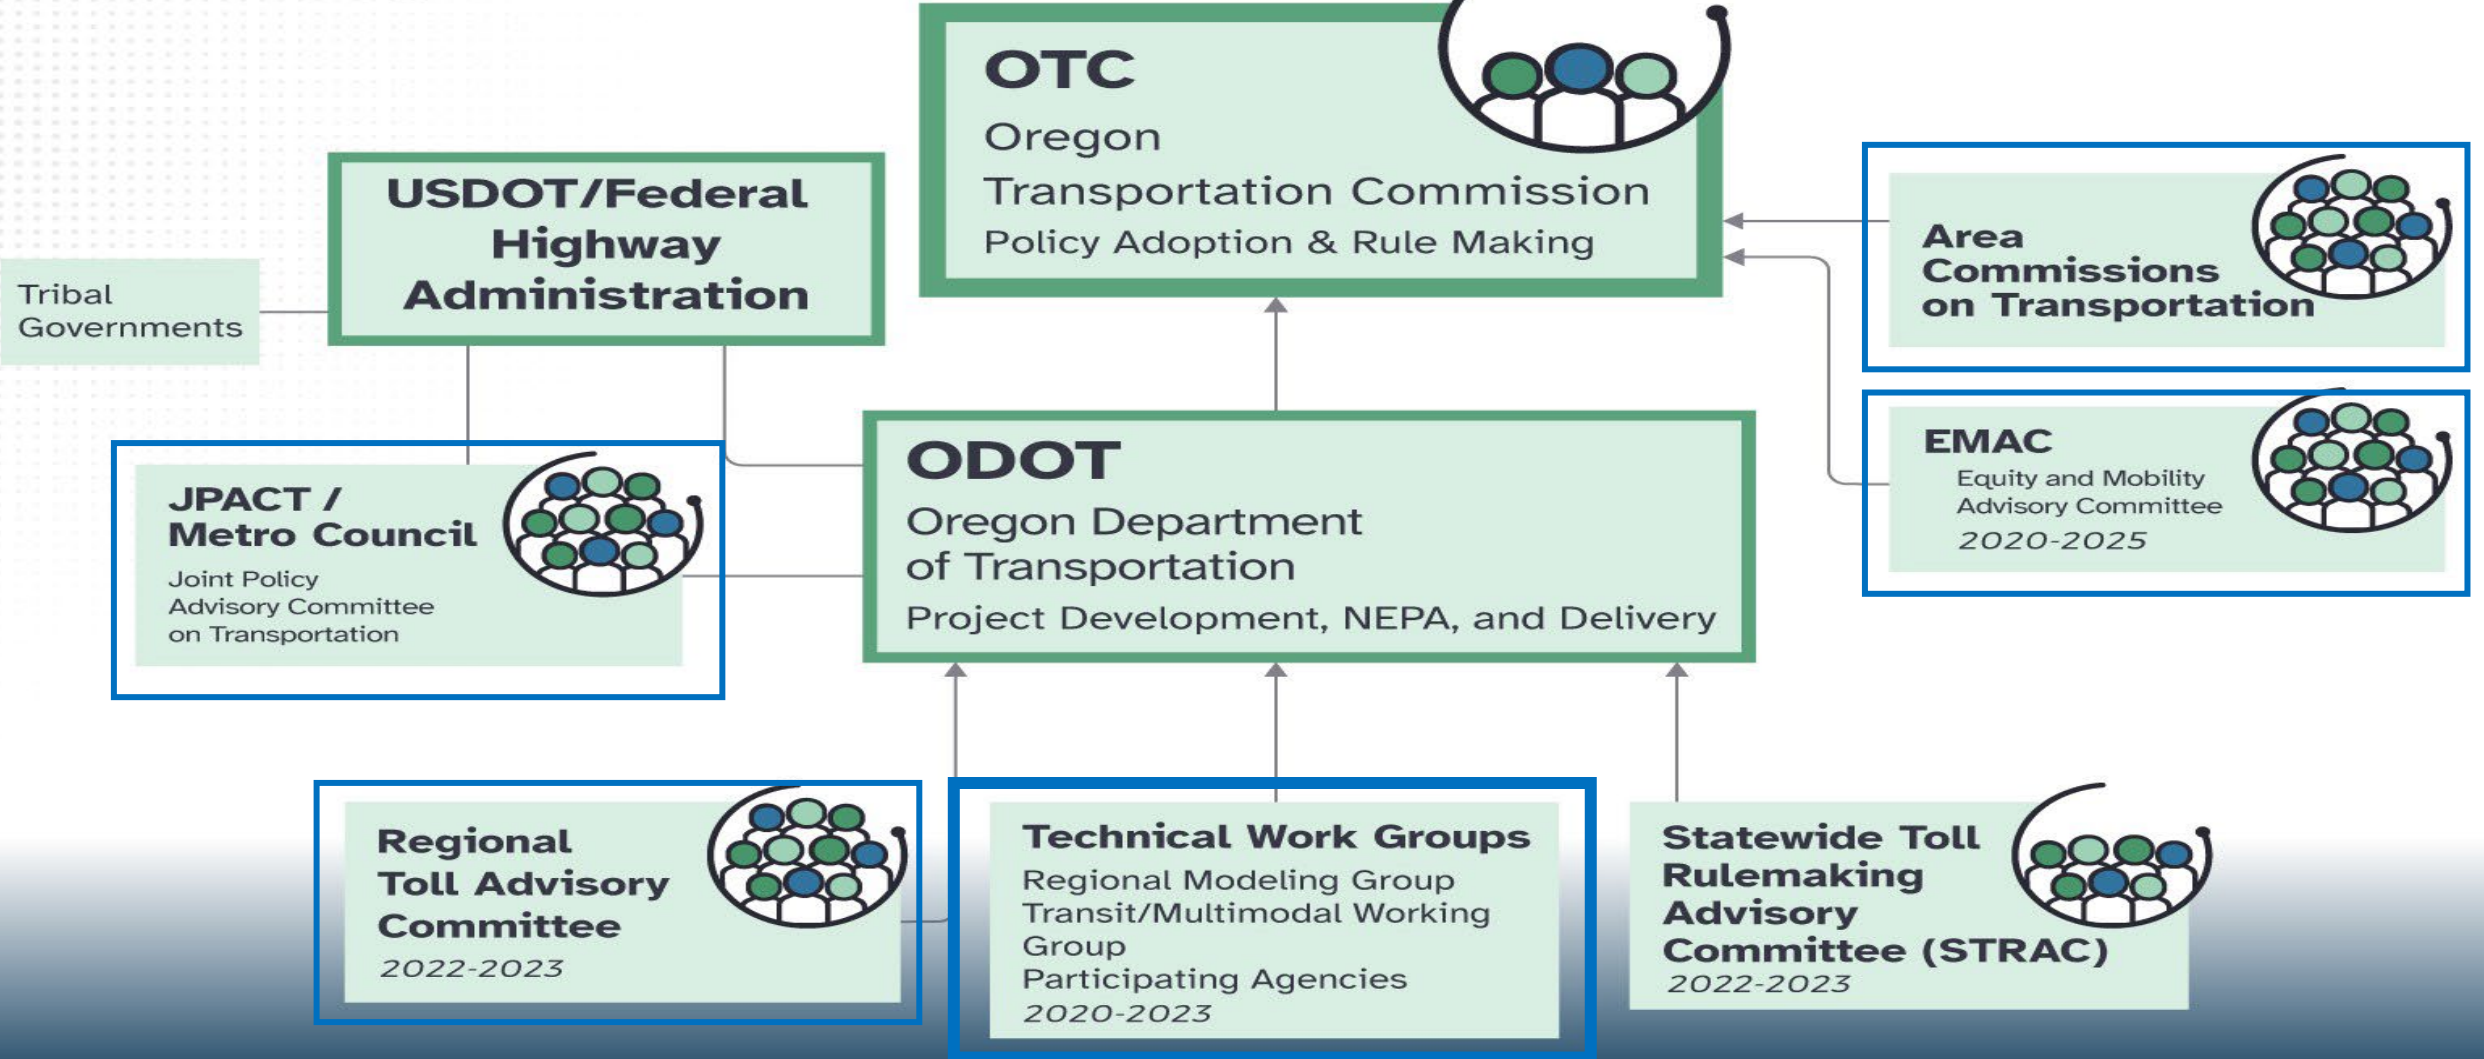 OTC
Oregon
Transportation Commission
Policy Adoption & Rule Making
USDOT/Federal
Highway
Administration
Tribal
Governments
Area
Commissions
on Transportation
EMAC
Equity and Mobility
Advisory Committee
2020-2025
JPACT /
Metro Council
Joint Policy
Advisory Committee
on Transportation
ODOT
Oregon Department
of Transportation
Project Development, NEPA, and Delivery
Regional
Toll Advisory
Committee
2022-2023
Technical Work Groups
Regional Modeling Group
Transit/Multimodal Working
Group
Participating Agencies
2020-2023
Statewide Toll
Rulemaking
Advisory
Committee (STRAC)
2022-2023